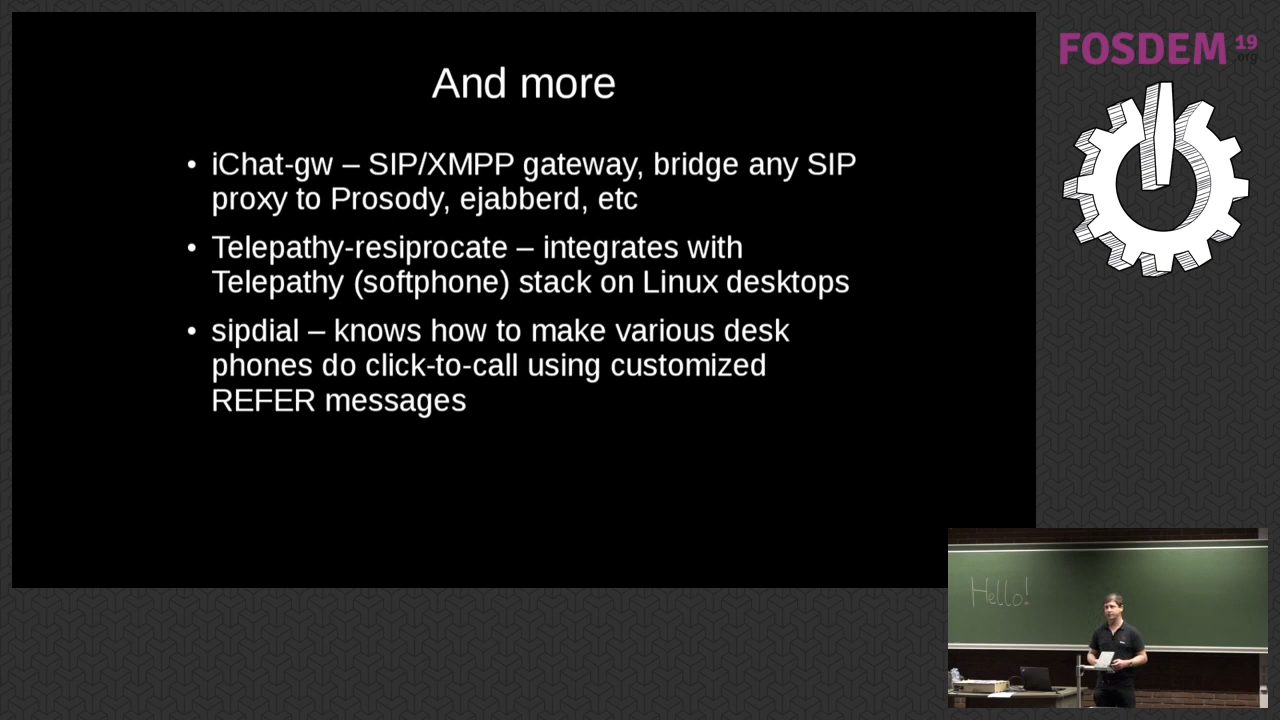 And more
• iChat-gw – SIP/XMPP gateway, bridge any SIP
proxy to Prosody, ejabberd, etc
• Telepathy-resiprocate – integrates with
Telepathy (softphone) stack on Linux desktops
• sipdial – knows how to make various desk
phones do click-to-call using customized
REFER messages
FOSDEM 19
.org
Hello!